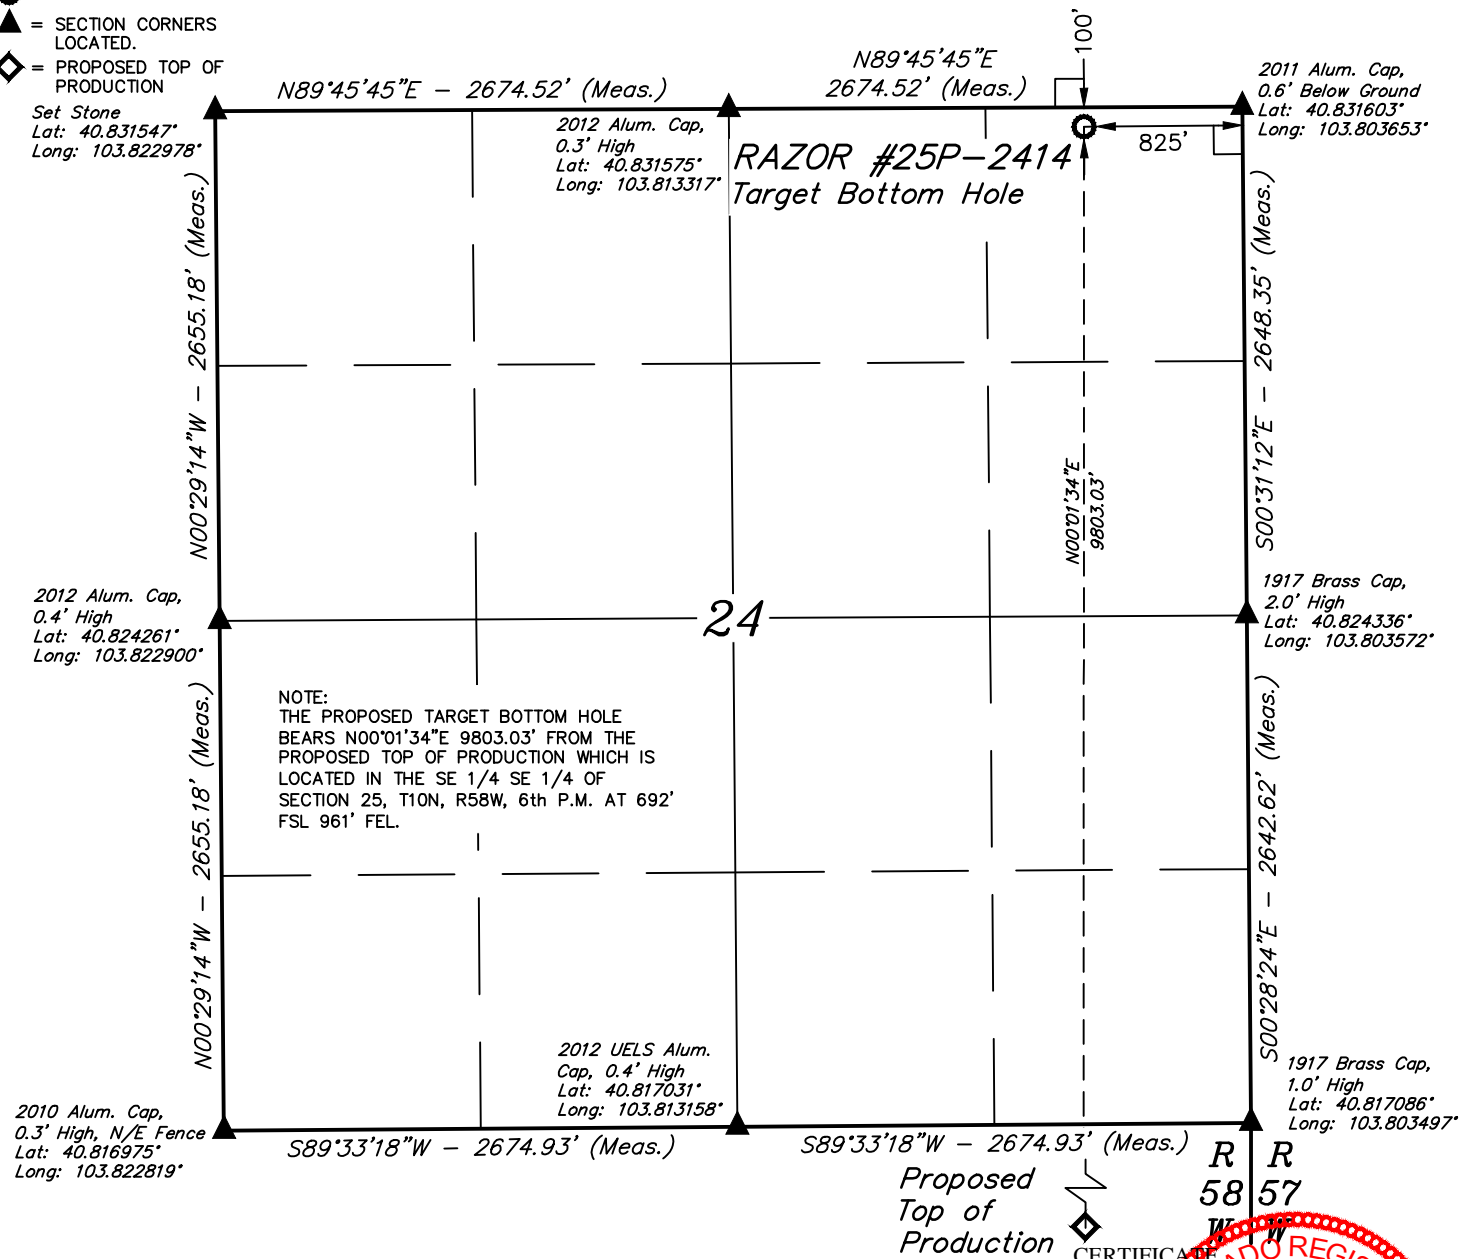 = SECTION CORNERS
LOCATED.
= PROPOSED TOP OF
PRODUCTION
Set Stone
Lat: 40.831547°
Long: 103.822978°
N89°45'45"E - 2674.52' (Meas.)
2012 Alum. Cap,
0.3' High
Lat: 40.831575°
Long: 103.813317°
N89°45'45"E
2674.52' (Meas.)
100'
825'
2011 Alum. Cap,
0.6' Below Ground
Lat: 40.831603°
Long: 103.803653°
RAZOR #25P-2414
Target Bottom Hole
N00°29'14"W - 2655.18' (Meas.)
S00°31'12"E - 2648.35' (Meas.)
N00°01'34"E
9803.03'
2012 Alum. Cap,
0.4' High
Lat: 40.824261°
Long: 103.822900°
24
1917 Brass Cap,
2.0' High
Lat: 40.824336°
Long: 103.803572°
NOTE:
THE PROPOSED TARGET BOTTOM HOLE
BEARS N00°01'34"E 9803.03' FROM THE
PROPOSED TOP OF PRODUCTION WHICH IS
LOCATED IN THE SE 1/4 SE 1/4 OF
SECTION 25, T10N, R58W, 6th P.M. AT 692'
FSL 961' FEL.
N00°29'14"W - 2655.18' (Meas.)
S00°28'24"E - 2642.62' (Meas.)
2012 UELS Alum.
Cap, 0.4' High
Lat: 40.817031°
Long: 103.813158°
2010 Alum. Cap,
0.3' High, N/E Fence
Lat: 40.816975°
Long: 103.822819°
1917 Brass Cap,
1.0' High
Lat: 40.817086°
Long: 103.803497°
S89°33'18"W - 2674.93' (Meas.)
S89°33'18"W - 2674.93' (Meas.)
R R
58 57
W W
Proposed
Top of
Production
CERTIFICATE
ADO REGIS